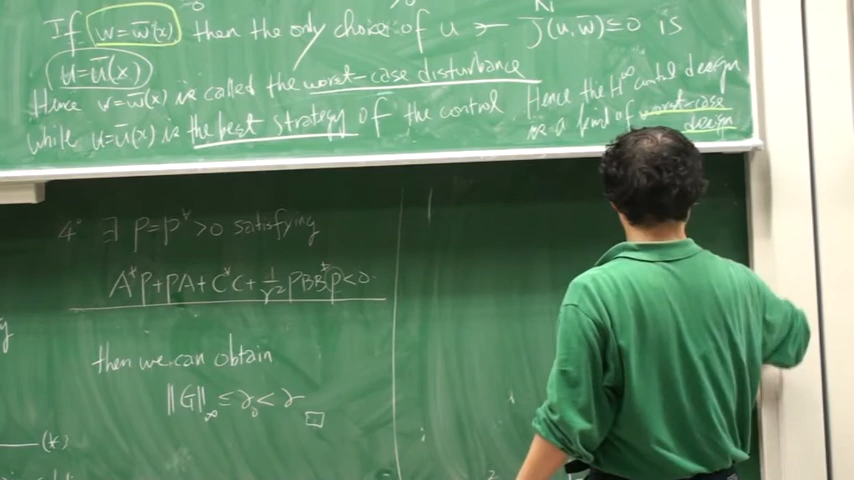 If w=w̄*(x) then the only choice of u → J(u,w̄)≤0 is
u=ū(x)
Hence w=w̄(x) is called the worst-case disturbance
while u=ū(x) is the best strategy of the control
Hence the H^∞ control design
is a kind of worst-case
design
4° ∃ P=P*>0 satisfying
A*P+PA+C*C+1/γ² PBB*P<0.
then we can obtain
‖G‖∞ ≤ γ₀ < γ □
(*)